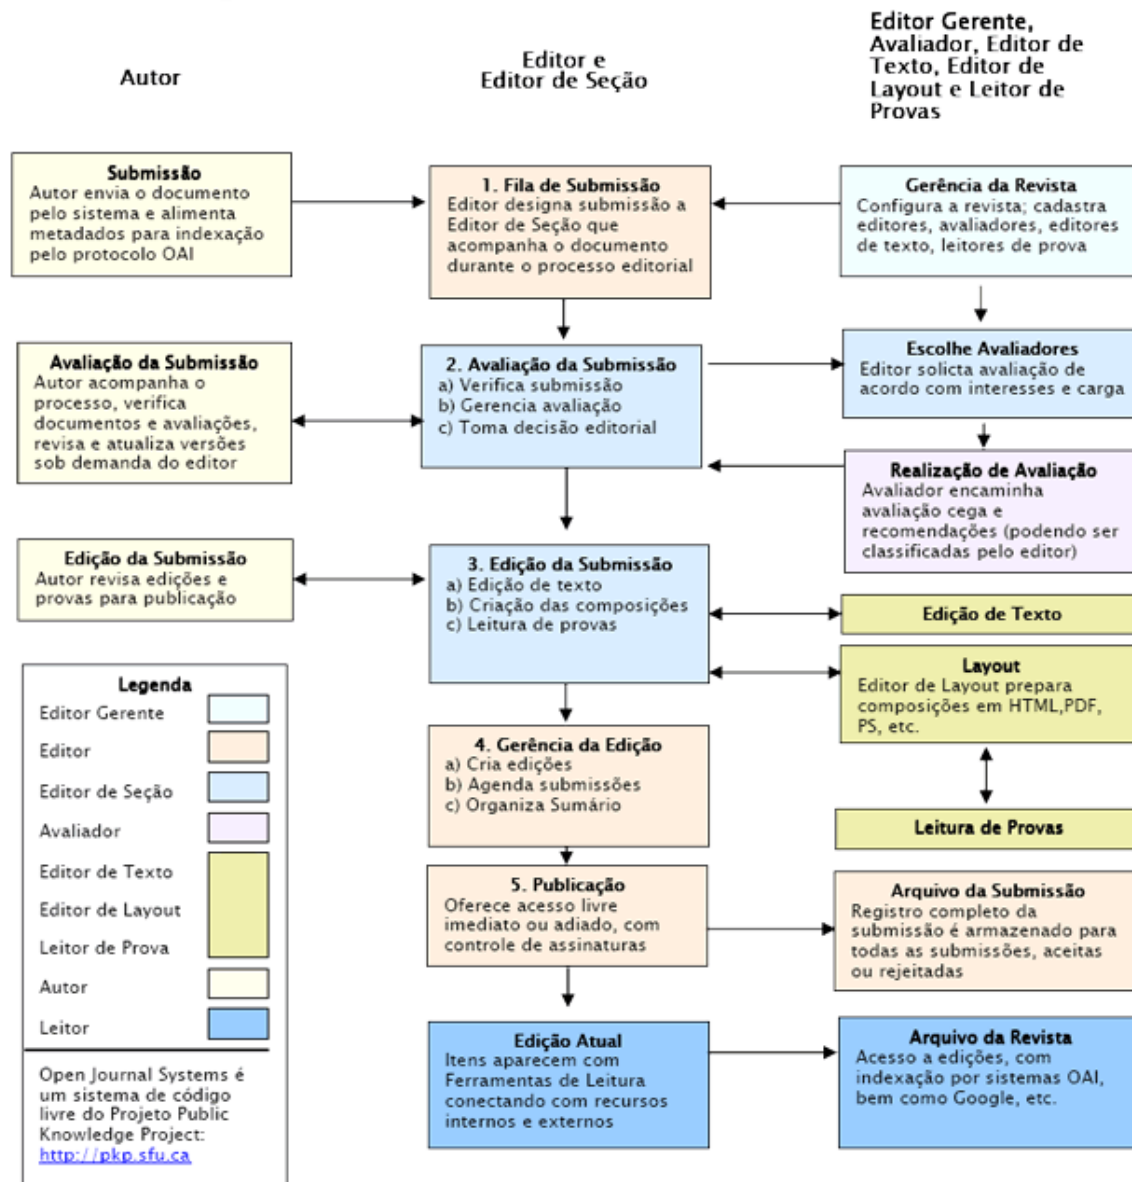 Autor
Editor e
Editor de Seção
Editor Gerente,
Avaliador, Editor de
Texto, Editor de
Layout e Leitor de
Provas
Submissão
Autor envia o documento
pelo sistema e alimenta
metadados para indexação
pelo protocolo OAI
1. Fila de Submissão
Editor designa submissão a
Editor de Seção que
acompanha o documento
durante o processo editorial
Gerência da Revista
Configura a revista; cadastra
editores, avaliadores, editores
de texto, leitores de prova
Avaliação da Submissão
Autor acompanha o
processo, verifica
documentos e avaliações,
revisa e atualiza versões
sob demanda do editor
2. Avaliação da Submissão
a) Verifica submissão
b) Gerencia avaliação
c) Toma decisão editorial
Escolhe Avaliadores
Editor solicta avaliação de
acordo com interesses e carga
Realização de Avaliação
Avaliador encaminha
avaliação cega e
recomendações (podendo ser
classificadas pelo editor)
Edição da Submissão
Autor revisa edições e
provas para publicação
3. Edição da Submissão
a) Edição de texto
b) Criação das composições
c) Leitura de provas
Edição de Texto
Layout
Editor de Layout prepara
composições em HTML,PDF,
PS, etc.
Leitura de Provas
4. Gerência da Edição
a) Cria edições
b) Agenda submissões
c) Organiza Sumário
5. Publicação
Oferece acesso livre
imediato ou adiado, com
controle de assinaturas
Arquivo da Submissão
Registro completo da
submissão é armazenado para
todas as submissões, aceitas
ou rejeitadas
Edição Atual
Itens aparecem com
Ferramentas de Leitura
conectando com recursos
internos e externos
Arquivo da Revista
Acesso a edições, com
indexação por sistemas OAI,
bem como Google, etc.
Legenda
Editor Gerente
Editor
Editor de Seção
Avaliador
Editor de Texto
Editor de Layout
Leitor de Prova
Autor
Leitor
Open Journal Systems é
um sistema de código
livre do Projeto Public
Knowledge Project:
http://pkp.sfu.ca